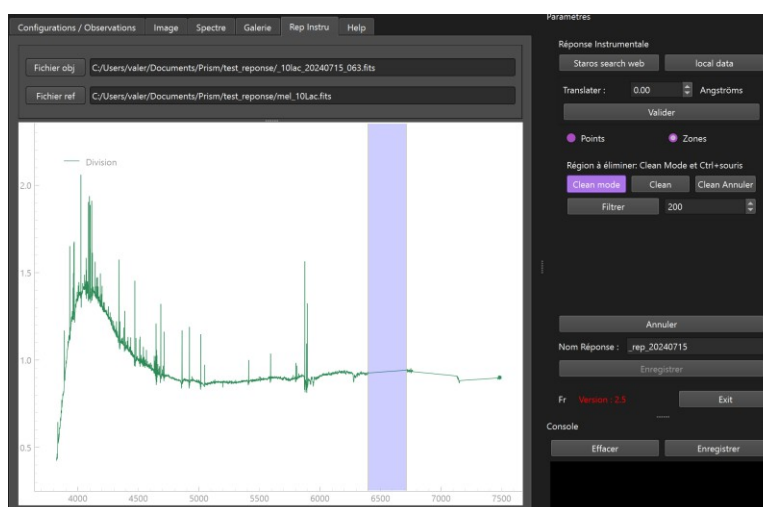 Configurations / Observations Image Spectre Galerie Rep Instru Help
Fichier obj C:/Users/valer/Documents/Prism/test_reponse/_10lac_20240715_063.fits
Fichier ref C:/Users/valer/Documents/Prism/test_reponse/mel_10Lac.fits
Division
2.0
1.5
1.0
0.5
4000 4500 5000 5500 6000 6500 7000 7500
Paramètres
Réponse Instrumentale
Staros search web local data
Translater : 0.00 Angströms
Valider
Points Zones
Région à éliminer: Clean Mode et Ctrl+souris
Clean mode Clean Clean Annuler
Filtrer 200
Annuler
Nom Réponse : _rep_20240715
Enregistrer
Fr Version : 2.5 Exit
Console
Effacer Enregistrer